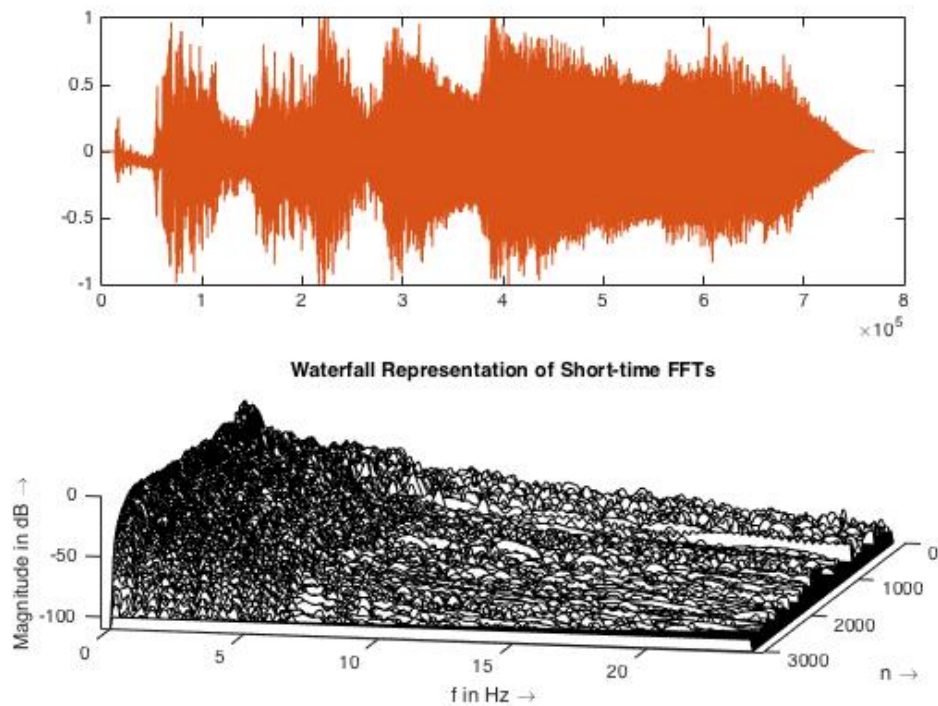 1
0.5
0
-0.5
-1
0 1 2 3 4 5 6 7 8
×10⁵
Waterfall Representation of Short-time FFTs
Magnitude in dB →
0
-50
-100
0 5 10 15 20
f in Hz →
0
1000
2000
3000
n →